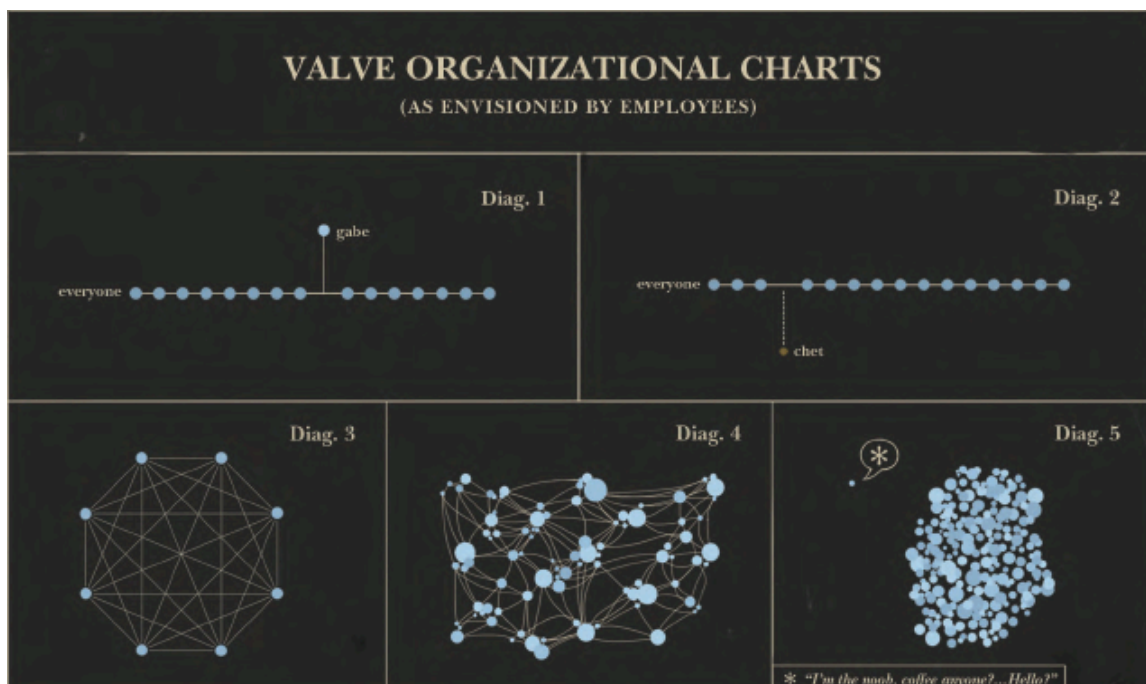 VALVE ORGANIZATIONAL CHARTS
(AS ENVISIONED BY EMPLOYEES)
Diag. 1
gabe
everyone
Diag. 2
everyone
chet
Diag. 3
Diag. 4
Diag. 5
*
* "I'm the noob, coffee anyone?...Hello?"